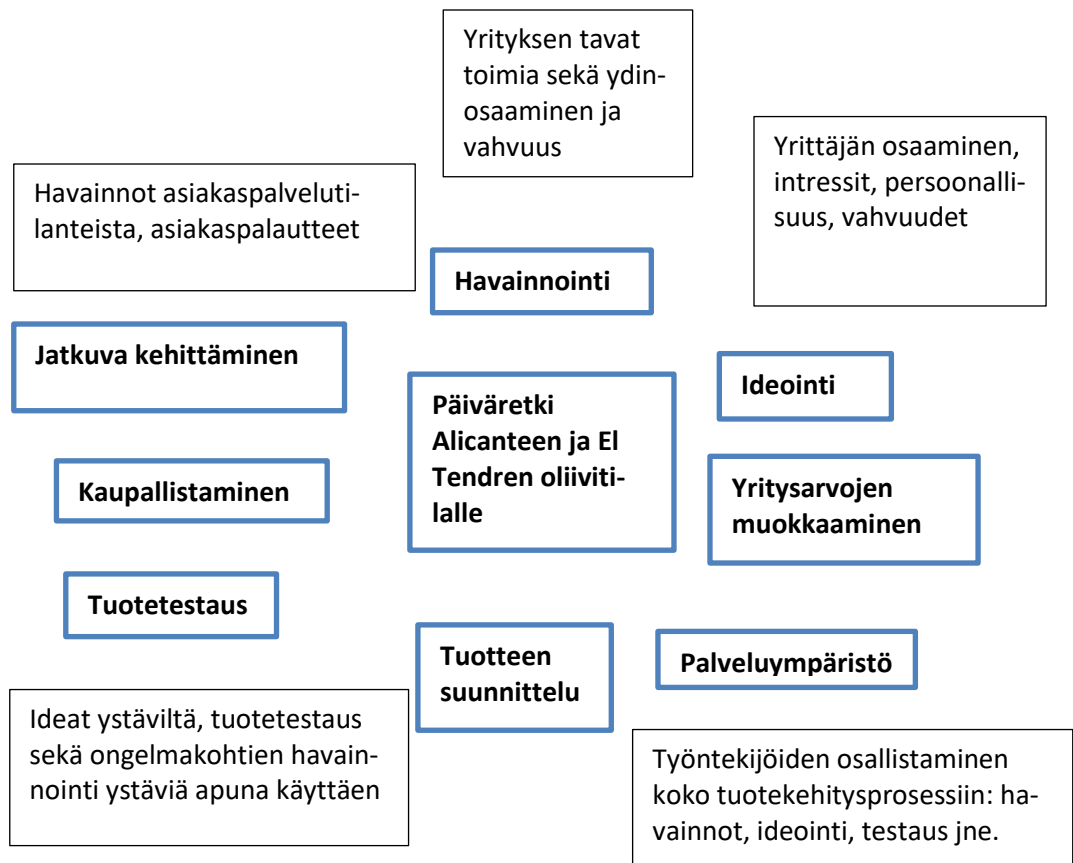 Yrityksen tavat
toimia sekä ydin-
osaaminen ja
vahvuus
Yrittäjän osaaminen,
intressit, persoonalli-
suus, vahvuudet
Havainnot asiakaspalveluti-
lanteista, asiakaspalautteet
Havainnointi
Jatkuva kehittäminen
Ideointi
Päiväretki
Alicanteen ja El
Tendren oliiviti-
lalle
Kaupallistaminen
Yritysarvojen
muokkaaminen
Tuotetestaus
Tuotteen
suunnittelu
Palveluympäristö
Ideat ystäviltä, tuotetestaus
sekä ongelmakohtien havain-
nointi ystäviä apuna käyttäen
Työntekijöiden osallistaminen
koko tuotekehitysprosessiin: ha-
vainnot, ideointi, testaus jne.